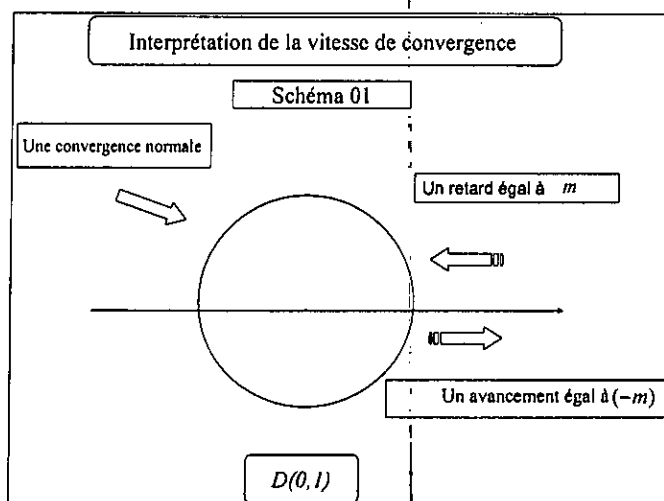 Interprétation de la vitesse de convergence
Schéma 01
Une convergence normale
Un retard égal à m
Un avancement égal à (-m)
D(0,1)